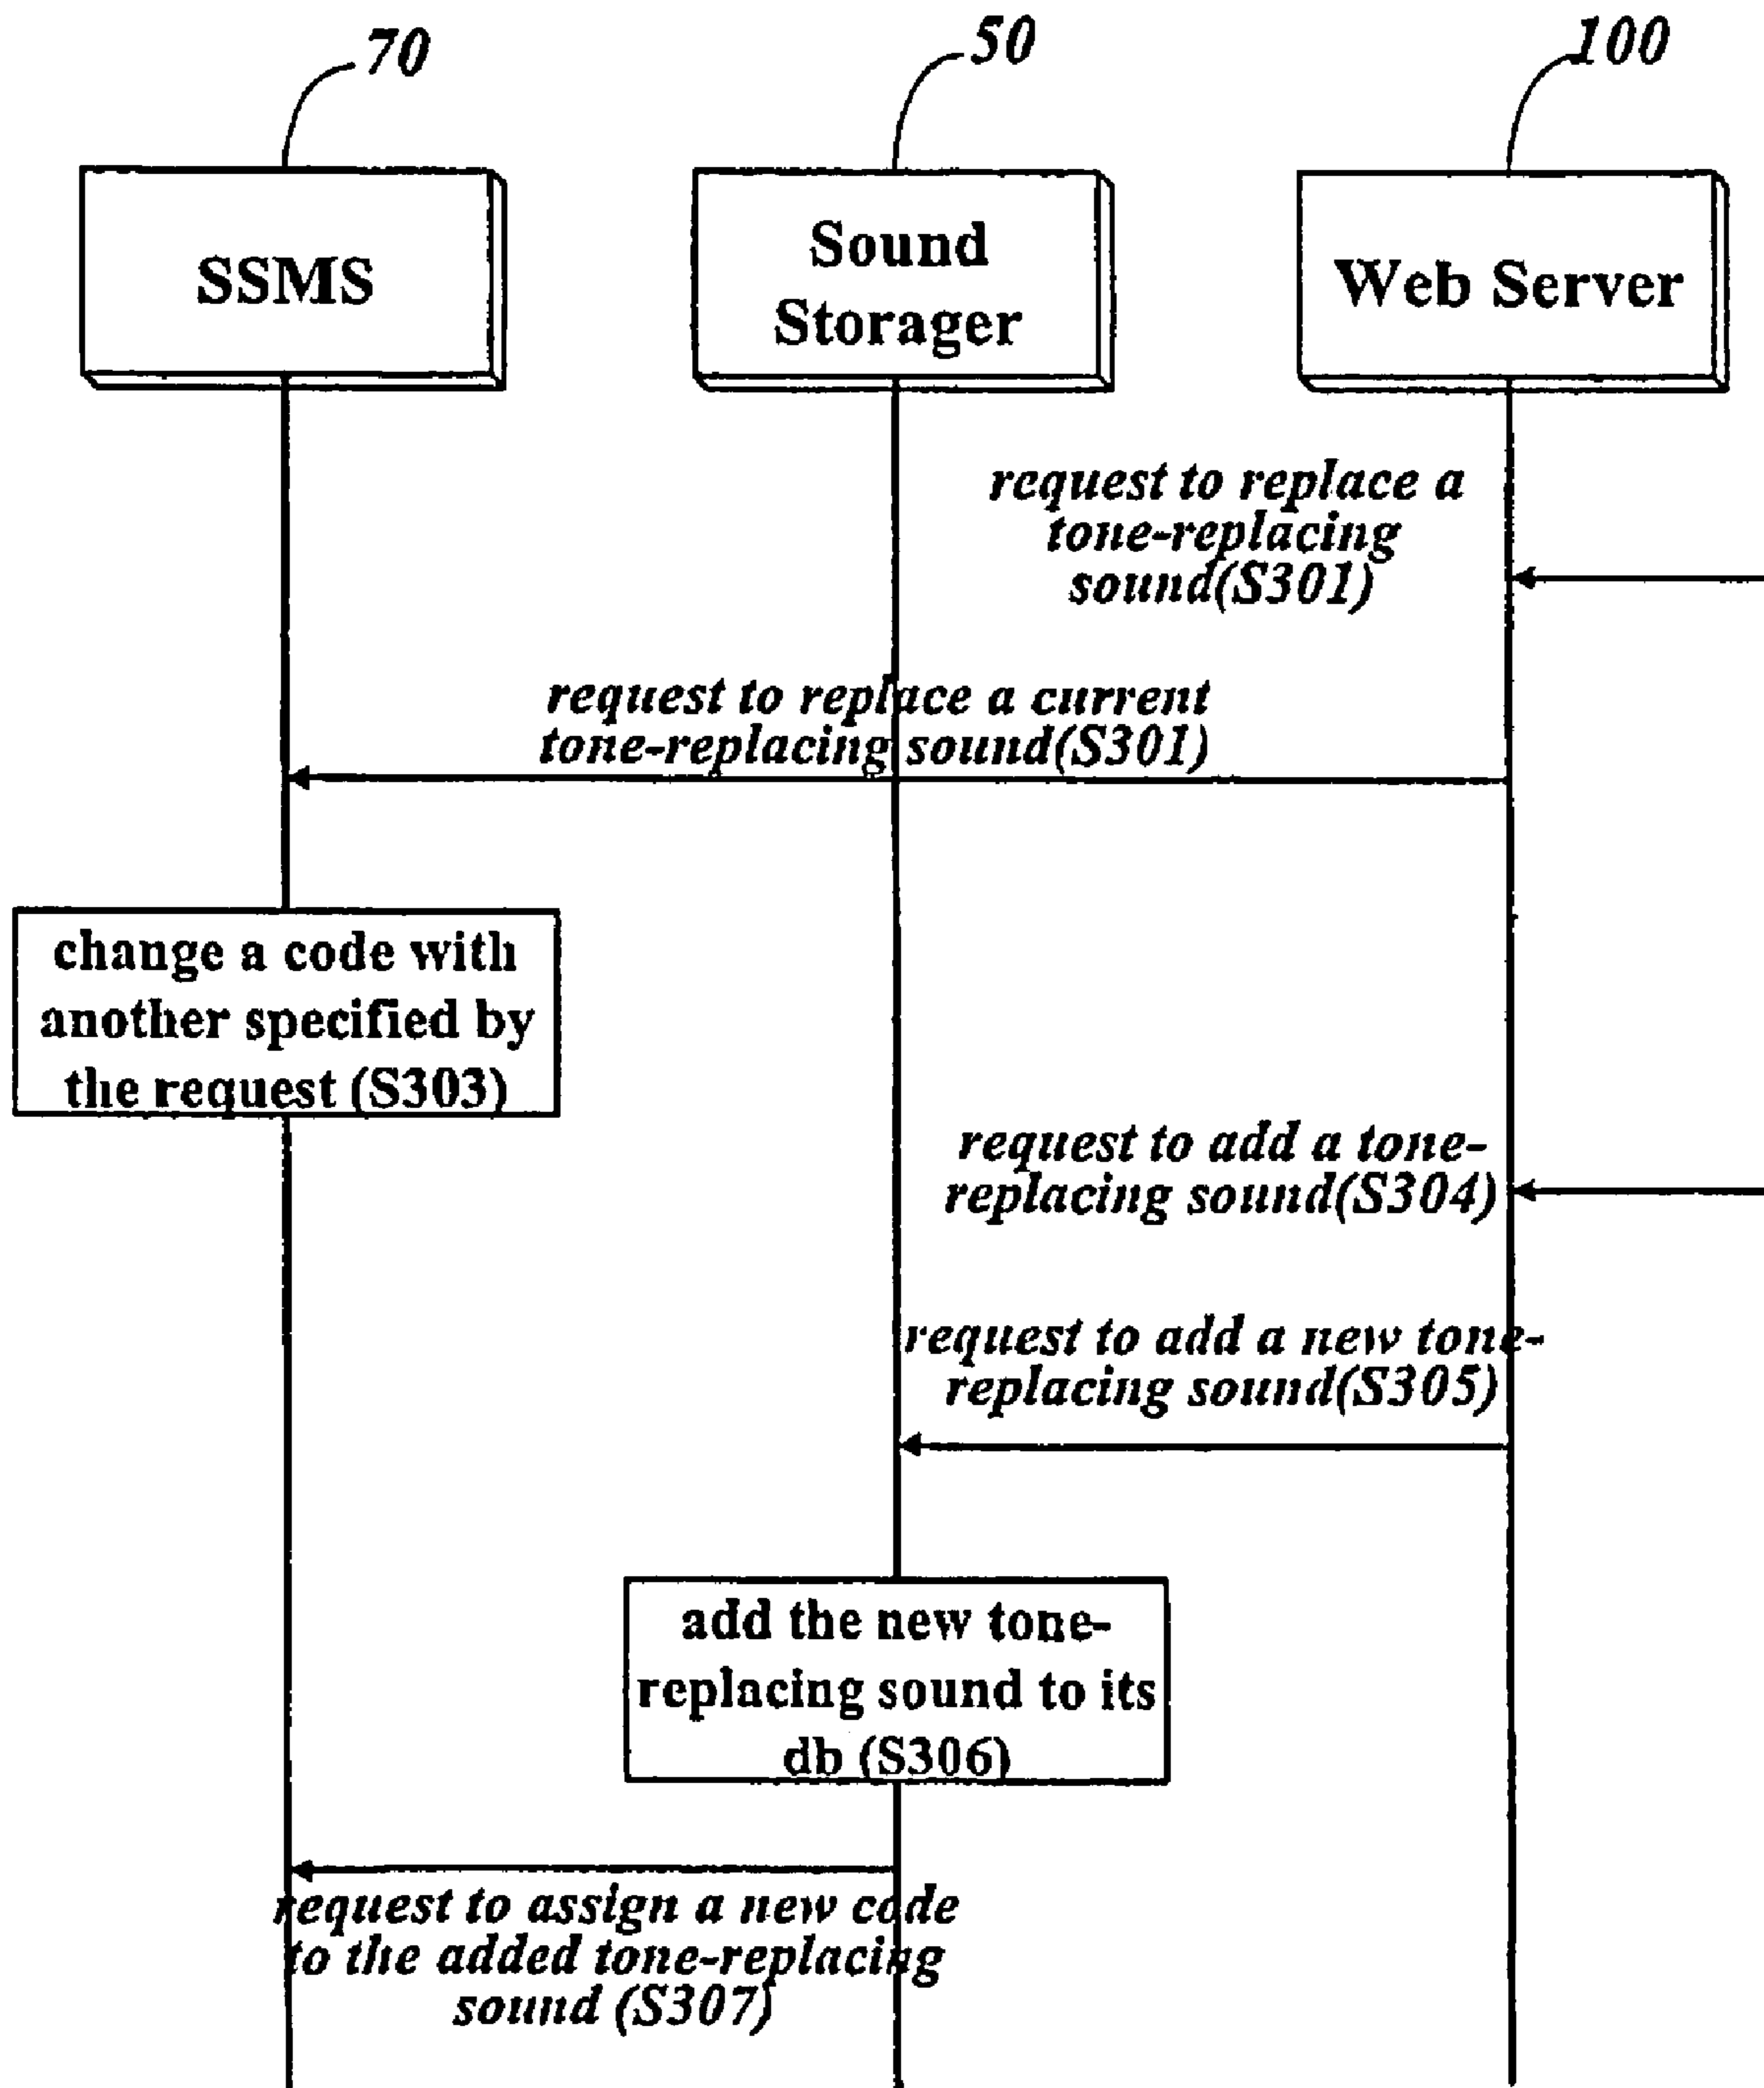 70
50
100
SSMS
Sound
Storager
Web Server
request to replace a
tone-replacing
sound(S301)
request to replace a current
tone-replacing sound(S301)
change a code with
another specified by
the request (S303)
request to add a tone-
replacing sound(S304)
request to add a new tone-
replacing sound(S305)
add the new tone-
replacing sound to its
db (S306)
request to assign a new code
to the added tone-replacing
sound (S307)